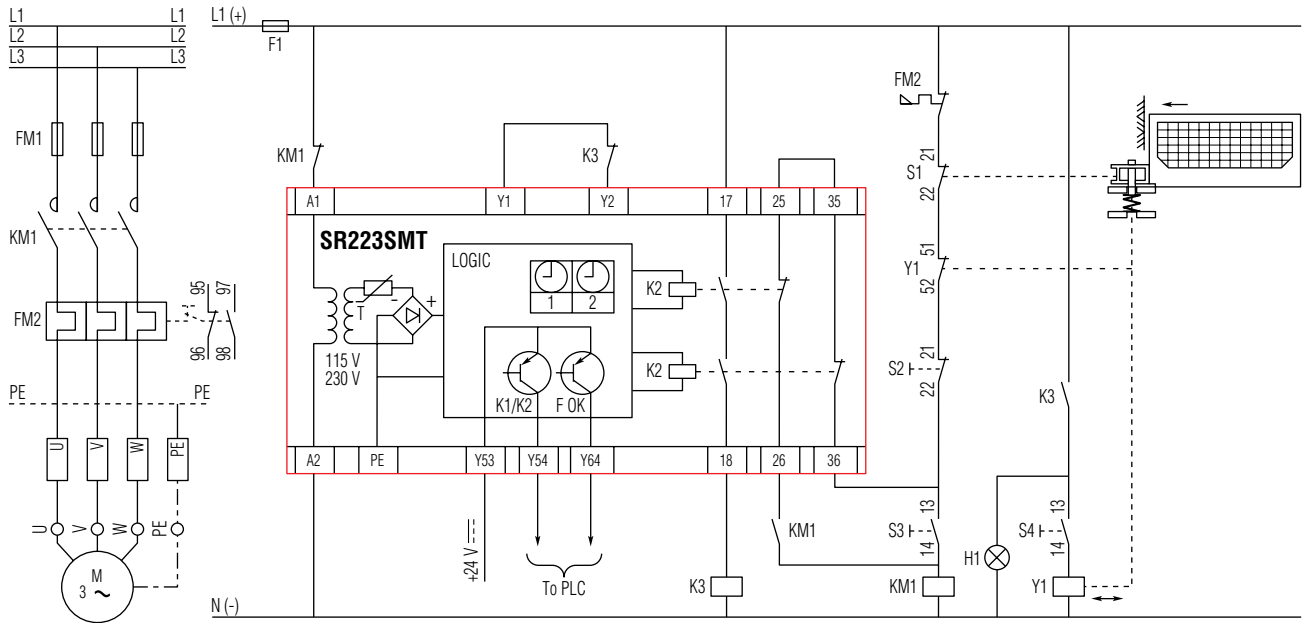 L1 L1
L2 L2
L3 L3
L1 (+)
F1
FM1
KM1
FM2
95 97
96 98
PE PE
U V W PE
U V W PE
M
3 ~
KM1
K3
FM2
21
S1
22
A1 Y1 Y2 17 25 35
SR223SMT
LOGIC
1 2
T
- +
115 V
230 V
K2
K2
K1/K2 F OK
51
Y1
52
21
S2
22
K3
A2 PE Y53 Y54 Y64 18 26 36
+24 V
To PLC
KM1
13
S3
14
13
S4
14
H1
K3
KM1
Y1
N (-)